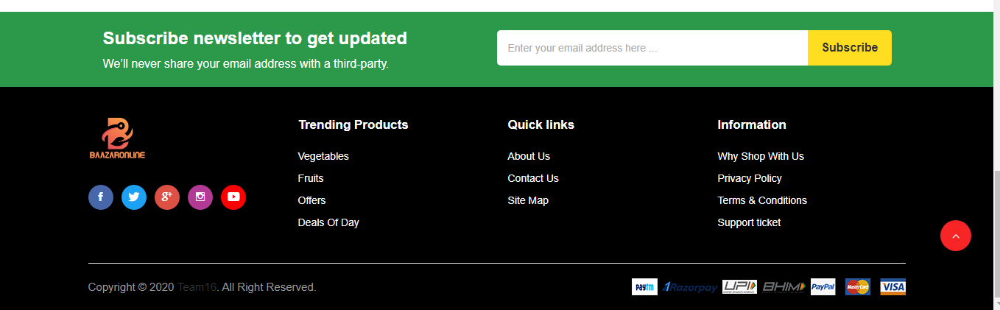 Subscribe newsletter to get updated
We’ll never share your email address with a third-party.
Enter your email address here ...
Subscribe
BAAZARONLINE
Trending Products
Vegetables
Fruits
Offers
Deals Of Day
Quick links
About Us
Contact Us
Site Map
Information
Why Shop With Us
Privacy Policy
Terms & Conditions
Support ticket
Copyright © 2020 Team16. All Right Reserved.
Paytm Razorpay UPI BHIM PayPal MasterCard VISA